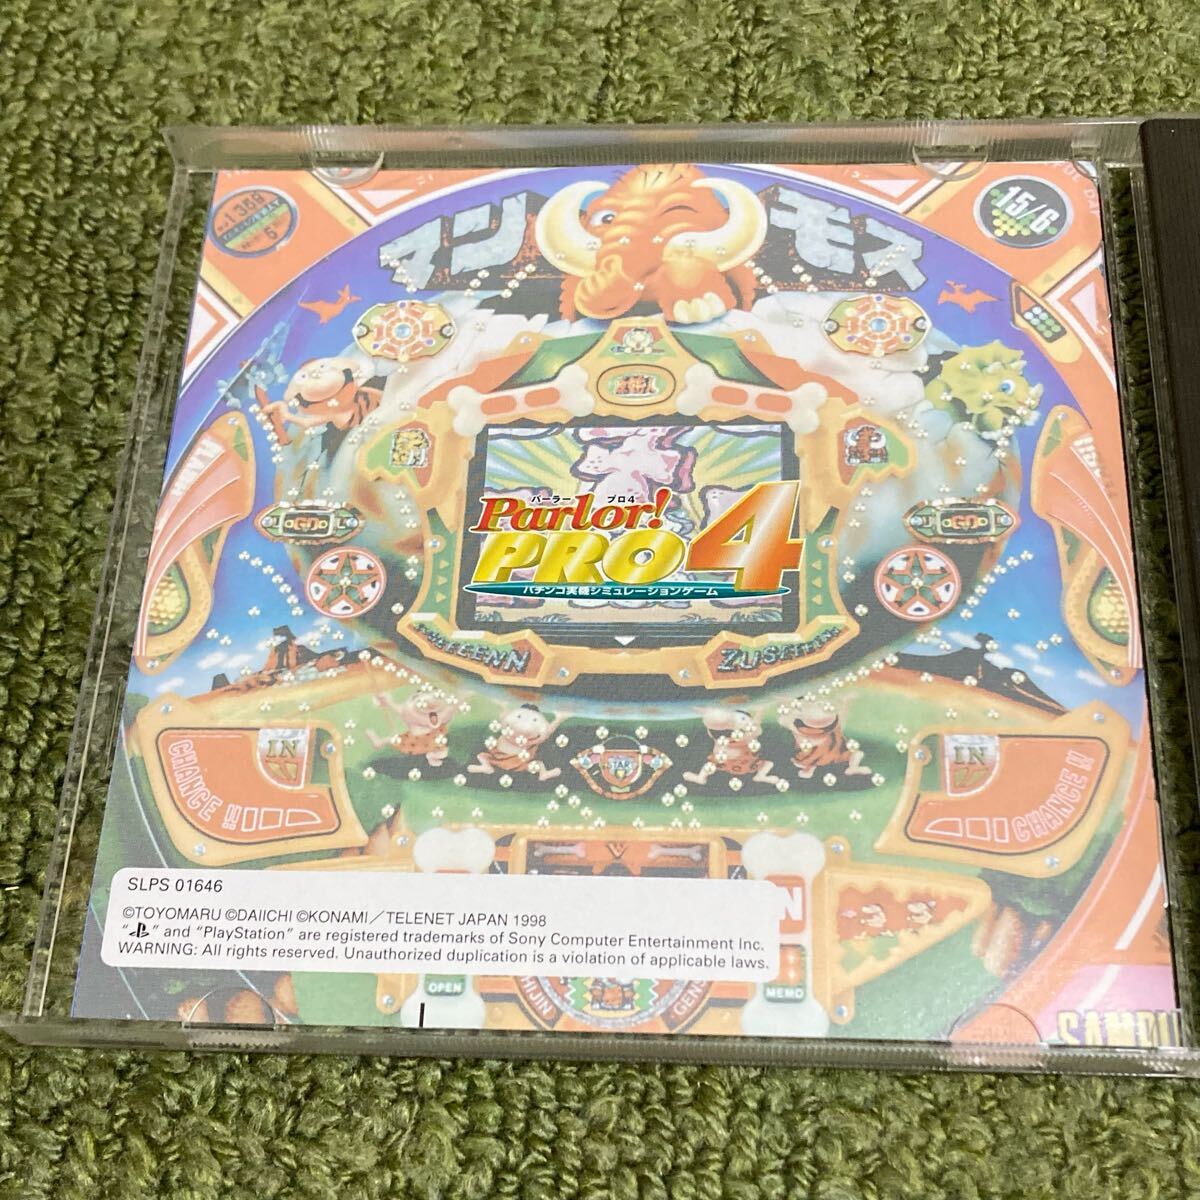 マンモス
15/6
パーラー プロ4
Parlor!
PRO4
パチンコ実機シミュレーションゲーム
CHANCE!!
IN
IN
CHANCE!!
START
SLPS 01646
©TOYOMARU ©DAIICHI ©KONAMI／TELENET JAPAN 1998
" " and "PlayStation" are registered trademarks of Sony Computer Entertainment Inc.
WARNING: All rights reserved. Unauthorized duplication is a violation of applicable laws.
OPEN
MEMO